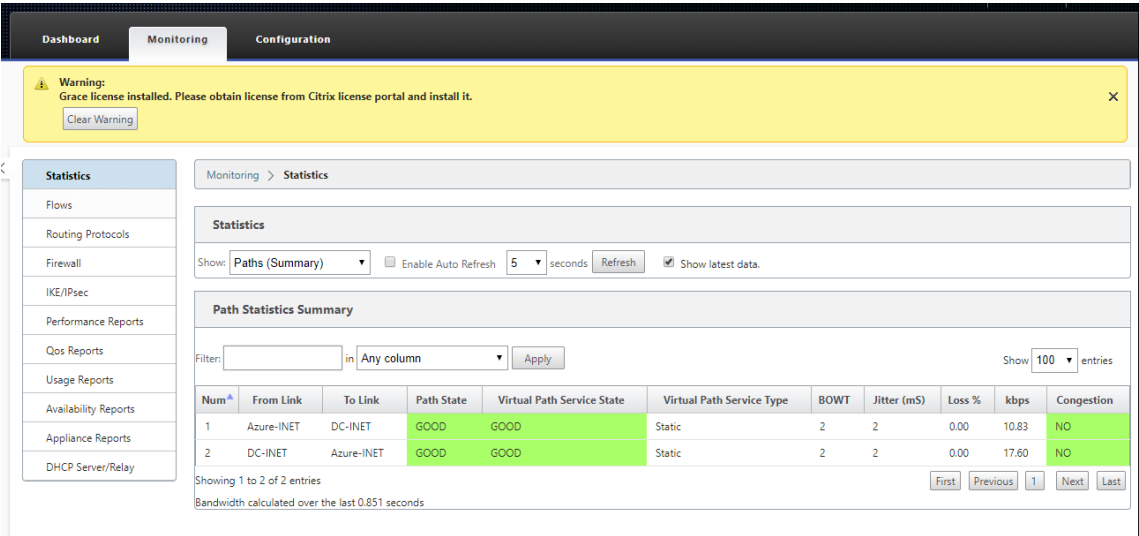 Dashboard Monitoring Configuration
Warning:
Grace license installed. Please obtain license from Citrix license portal and install it.
Clear Warning
Statistics
Flows
Routing Protocols
Firewall
IKE/IPsec
Performance Reports
Qos Reports
Usage Reports
Availability Reports
Appliance Reports
DHCP Server/Relay
Monitoring > Statistics
Statistics
Show: Paths (Summary) Enable Auto Refresh 5 seconds Refresh Show latest data.
Path Statistics Summary
Filter: in Any column Apply Show 100 entries
Num From Link To Link Path State Virtual Path Service State Virtual Path Service Type BOWT Jitter (mS) Loss % kbps Congestion
1 Azure-INET DC-INET GOOD GOOD Static 2 2 0.00 10.83 NO
2 DC-INET Azure-INET GOOD GOOD Static 2 2 0.00 17.60 NO
Showing 1 to 2 of 2 entries First Previous 1 Next Last
Bandwidth calculated over the last 0.851 seconds